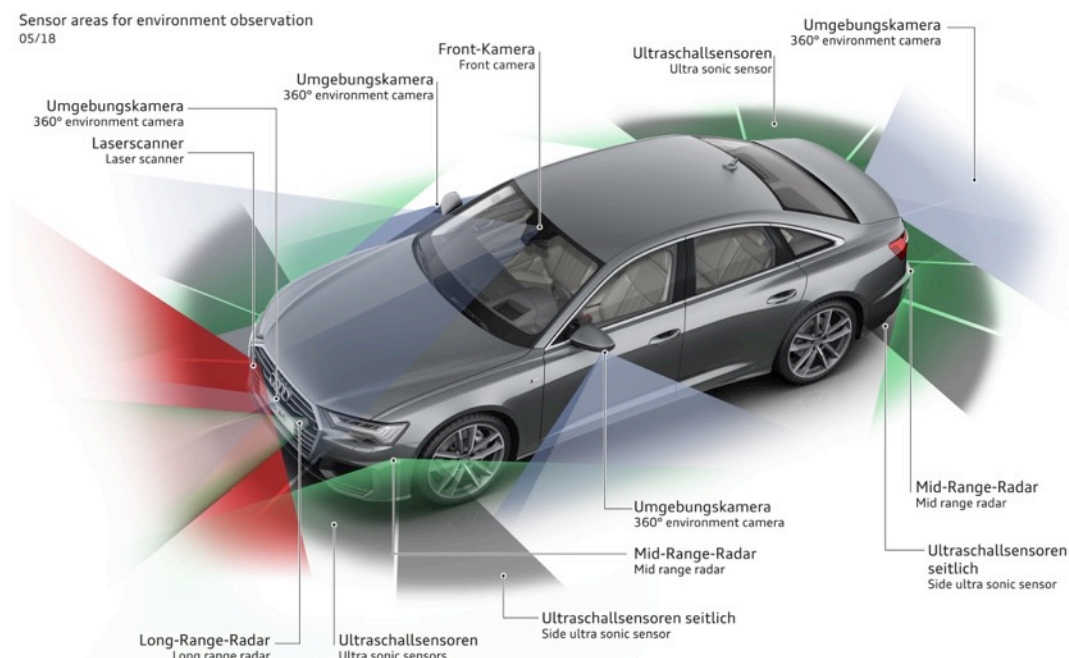 Sensor areas for environment observation
05/18
Umgebungskamera
360° environment camera
Front-Kamera
Front camera
Ultraschallsensoren
Ultra sonic sensor
Umgebungskamera
360° environment camera
Umgebungskamera
360° environment camera
Laserscanner
Laser scanner
Mid-Range-Radar
Mid range radar
Umgebungskamera
360° environment camera
Mid-Range-Radar
Mid range radar
Ultraschallsensoren
seitlich
Side ultra sonic sensor
Ultraschallsensoren seitlich
Side ultra sonic sensor
Long-Range-Radar
Long range radar
Ultraschallsensoren
Ultra sonic sensors